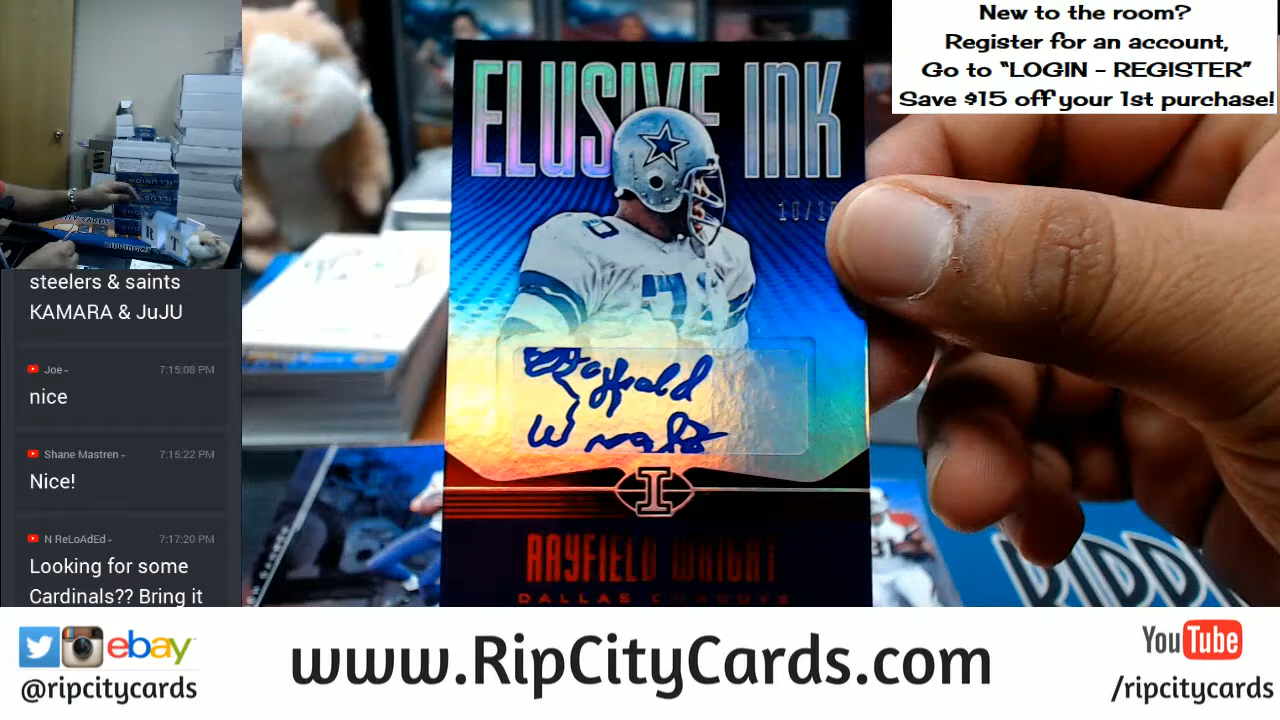 New to the room?
Register for an account,
Go to “LOGIN - REGISTER”
Save $15 off your 1st purchase!
ELUSIVE INK
70
Rayfield
Wright
I
RAYFIELD WRIGHT
DALLAS COWBOYS
steelers & saints
KAMARA & JuJU
Joe
7:15:08 PM
nice
Shane Mastren
7:15:22 PM
Nice!
N ReLoAdEd
7:17:20 PM
Looking for some
Cardinals?? Bring it
ebay
@ripcitycards
www.RipCityCards.com
YouTube
/ripcitycards